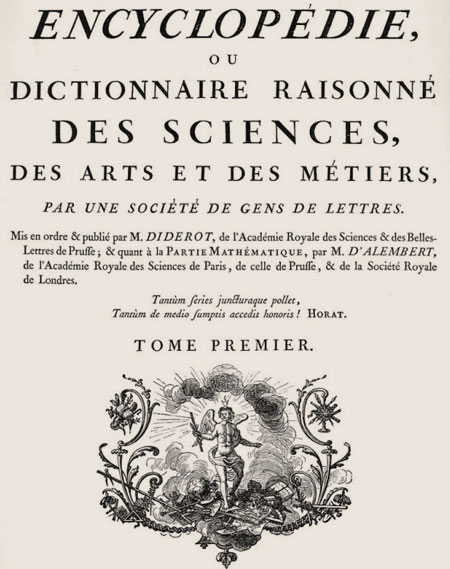 ENCYCLOPÉDIE,
OU
DICTIONNAIRE RAISONNÉ
DES SCIENCES,
DES ARTS ET DES MÉTIERS,
PAR UNE SOCIÉTÉ DE GENS DE LETTRES.
Mis en ordre & publié par M. DIDEROT, de l'Académie Royale des Sciences & des Belles-
Lettres de Pruſſe; & quant à la PARTIE MATHÉMATIQUE, par M. D'ALEMBERT,
de l'Académie Royale des Sciences de Paris, de celle de Pruſſe, & de la Société Royale
de Londres.
Tantùm ſeries juncturaque pollet,
Tantùm de medio ſumptis accedit honoris! HORAT.
TOME PREMIER.